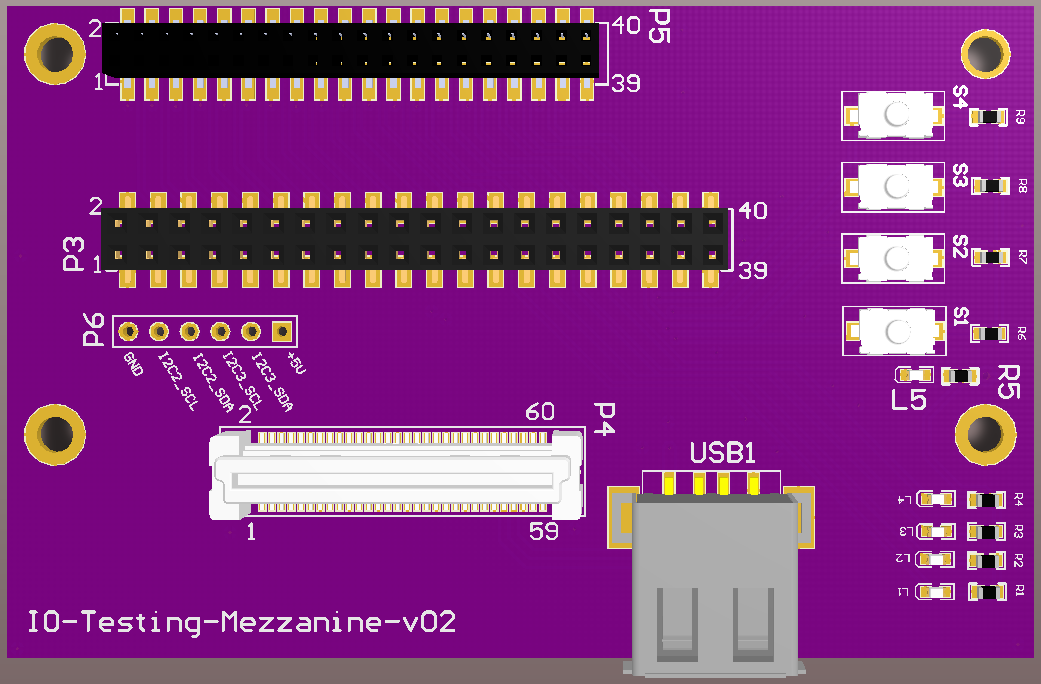 2
40
P5
1
39
S4
R9
S3
R8
2
40
P3
1
39
S2
R7
P6
S1
R6
GND
I2C2_SCL
I2C2_SDA
I2C3_SCL
I2C3_SDA
+5V
L5
R5
2
60
P4
USB1
1
59
L4
R4
L3
R3
L2
R2
L1
R1
IO-Testing-Mezzanine-v02